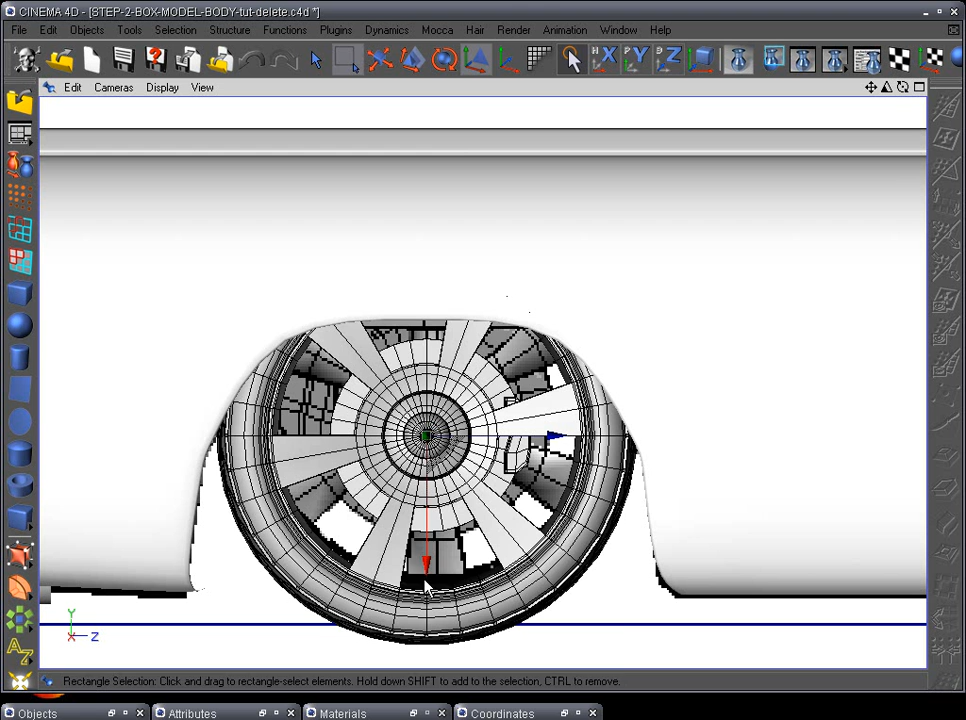 CINEMA 4D - [STEP-2-BOX-MODEL-BODY-tut-delete.c4d *]
File Edit Objects Tools Selection Structure Functions Plugins Dynamics Mocca Hair Render Animation Window Help
X Y Z
Edit Cameras Display View
Y
X Z
A Z
Rectangle Selection: Click and drag to rectangle-select elements. Hold down SHIFT to add to the selection, CTRL to remove.
Objects Attributes Materials Coordinates